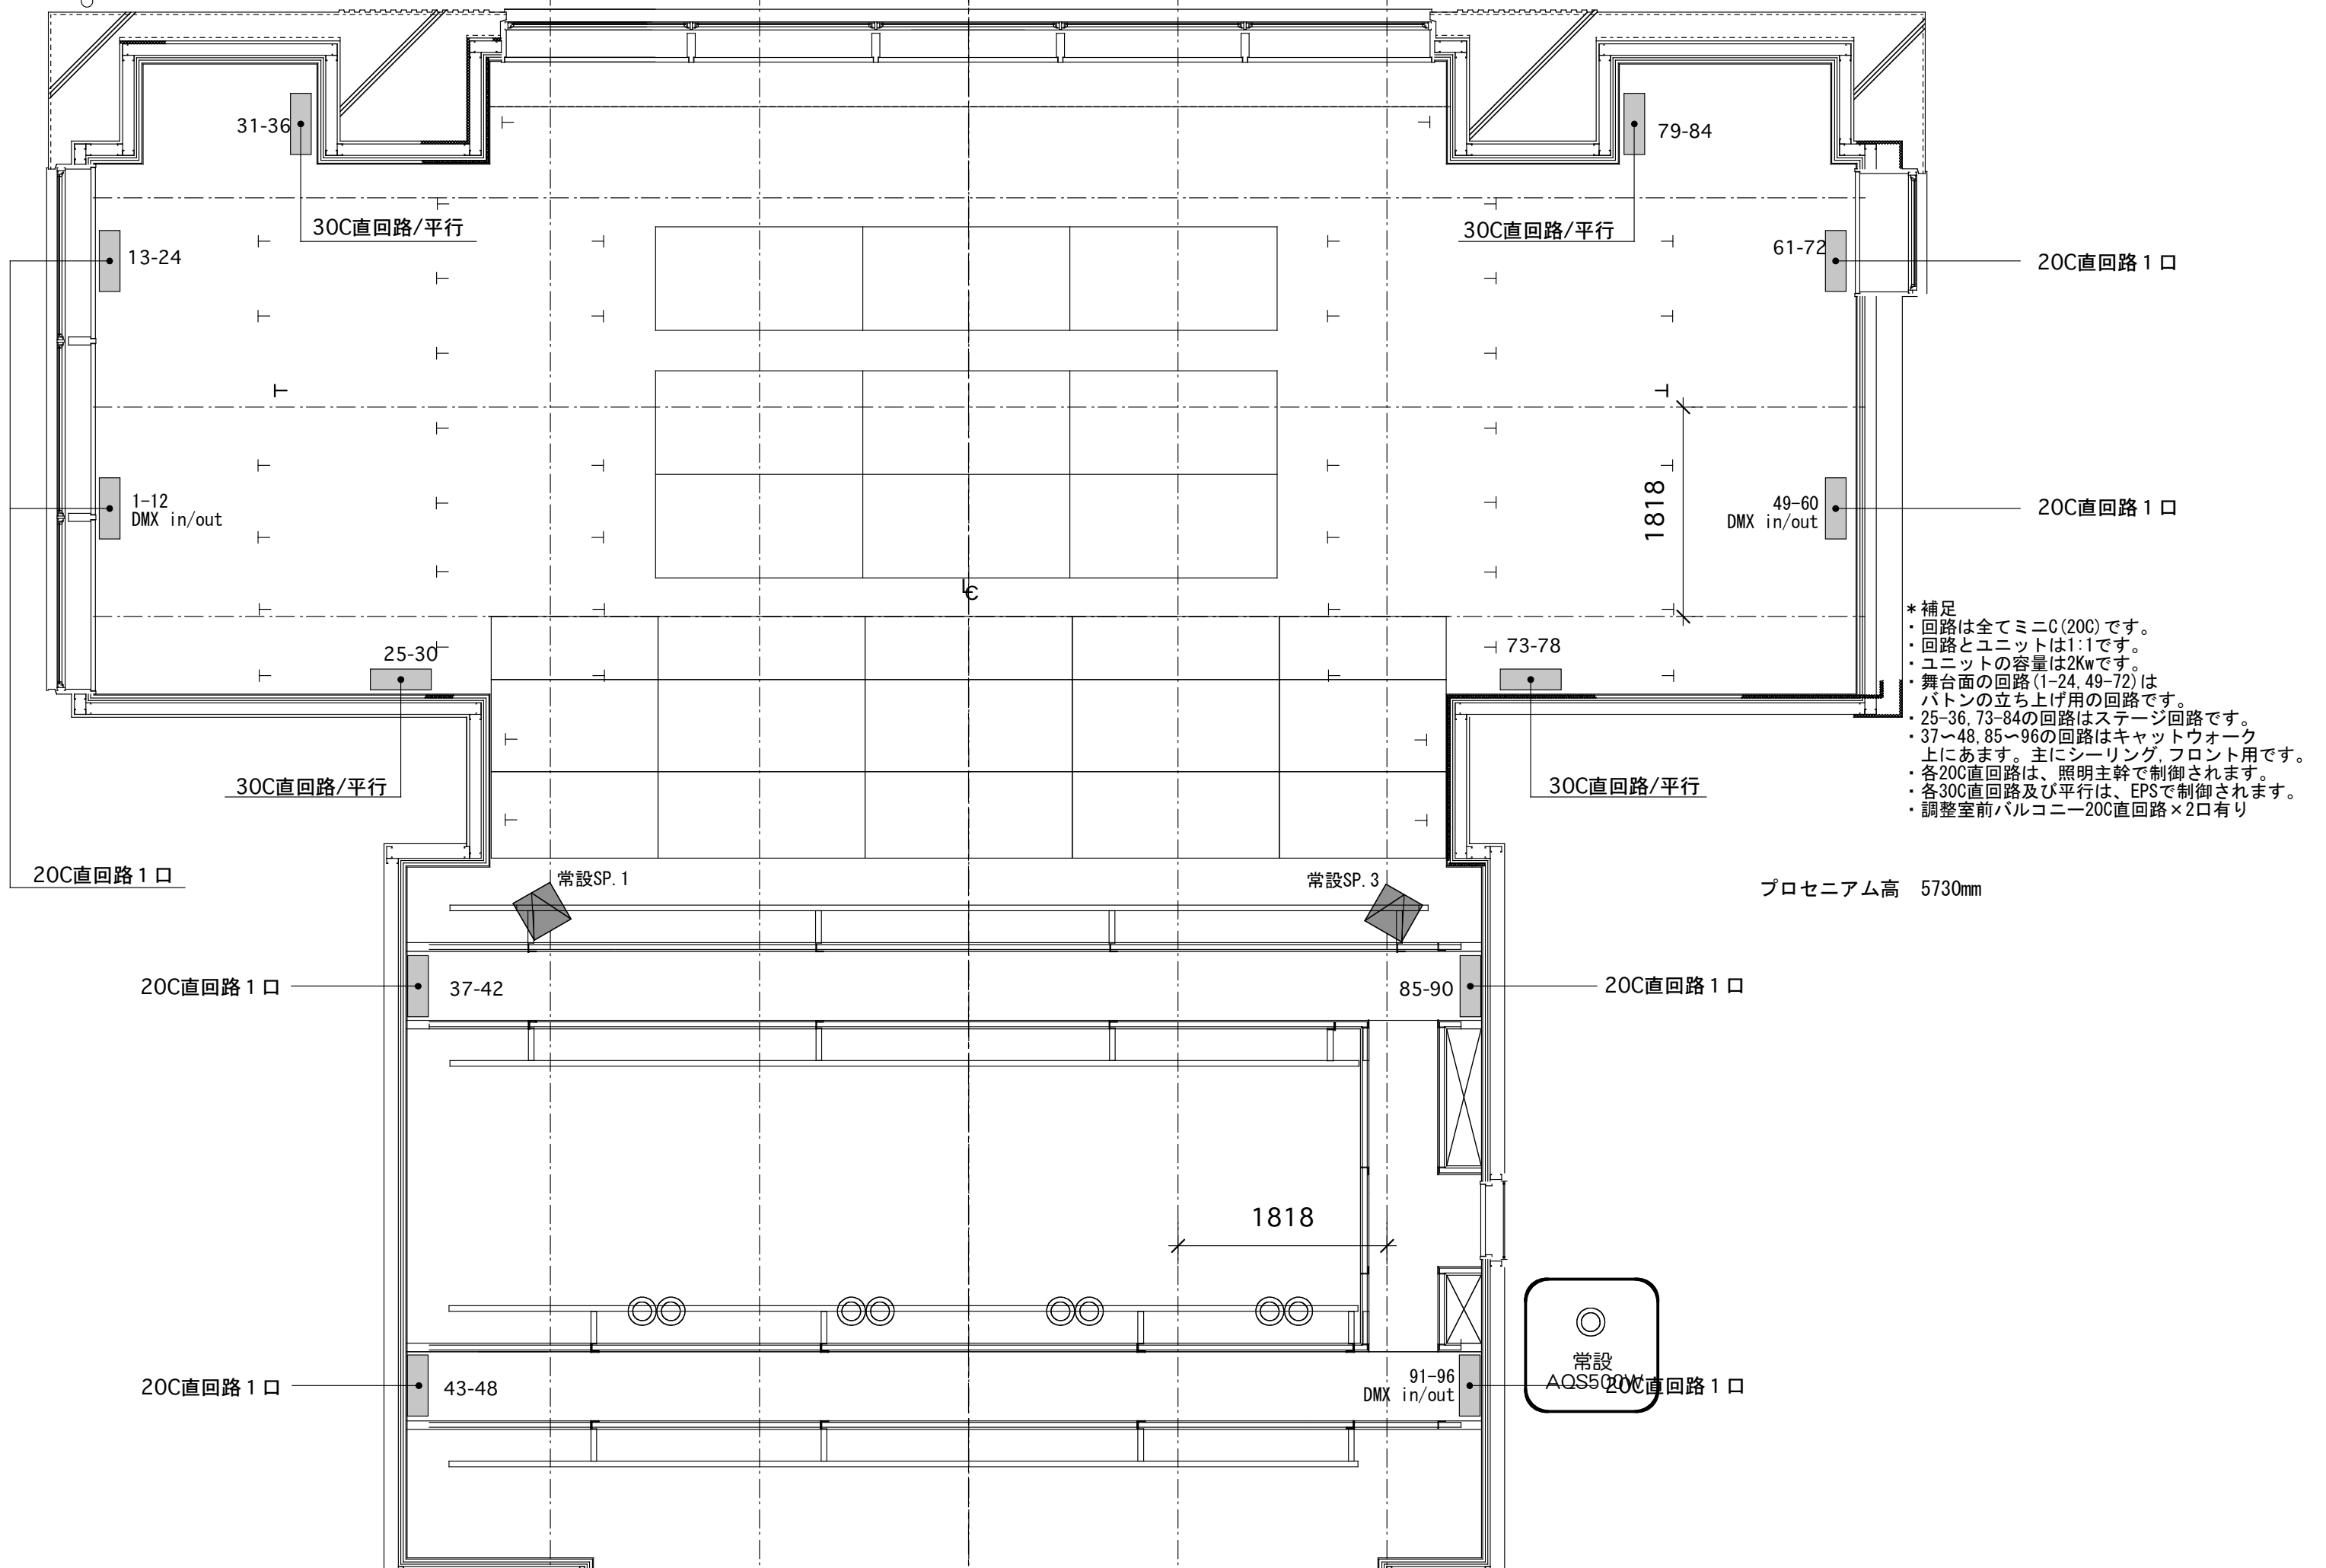 31-36
79-84
30C直回路/平行
30C直回路/平行
13-24
61-72
20C直回路1口
1818
1-12
DMX in/out
49-60
DMX in/out
20C直回路1口
℄
*補足
・回路は全てミニC(20C)です。
・回路とユニットは1:1です。
・ユニットの容量は2Kwです。
・舞台面の回路(1-24,49-72)は
バトンの立ち上げ用の回路です。
・25-36,73-84の回路はステージ回路です。
・37〜48,85〜96の回路はキャットウォーク
上にあます。主にシーリング,フロント用です。
・各20C直回路は、照明主幹で制御されます。
・各30C直回路及び平行は、EPSで制御されます。
・調整室前バルコニー20C直回路×2口有り
25-30
73-78
30C直回路/平行
30C直回路/平行
20C直回路1口
常設SP.1
常設SP.3
プロセニアム高 5730mm
20C直回路1口
37-42
85-90
20C直回路1口
1818
常設
AQS500W
20C直回路1口
43-48
91-96
DMX in/out
20C直回路1口